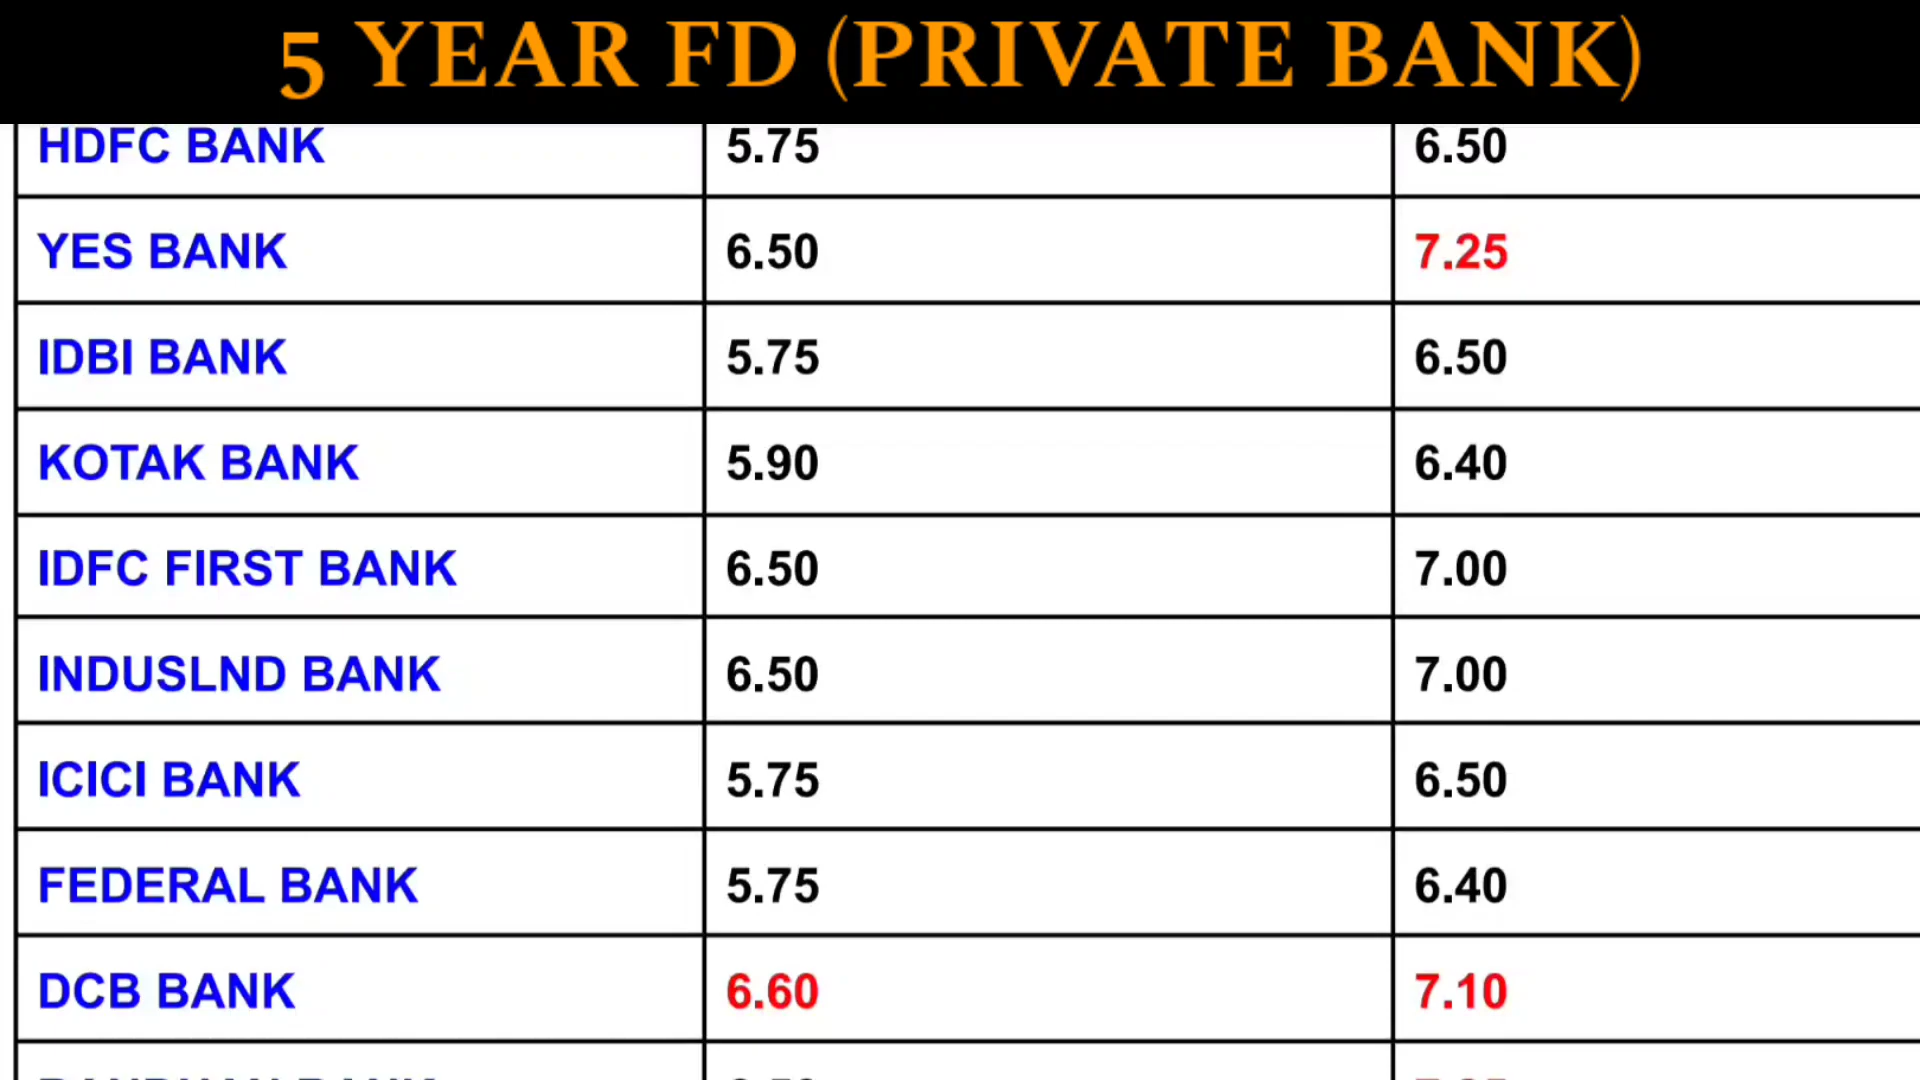 5 YEAR FD (PRIVATE BANK)
HDFC BANK 5.75 6.50
YES BANK 6.50 7.25
IDBI BANK 5.75 6.50
KOTAK BANK 5.90 6.40
IDFC FIRST BANK 6.50 7.00
INDUSLND BANK 6.50 7.00
ICICI BANK 5.75 6.50
FEDERAL BANK 5.75 6.40
DCB BANK 6.60 7.10